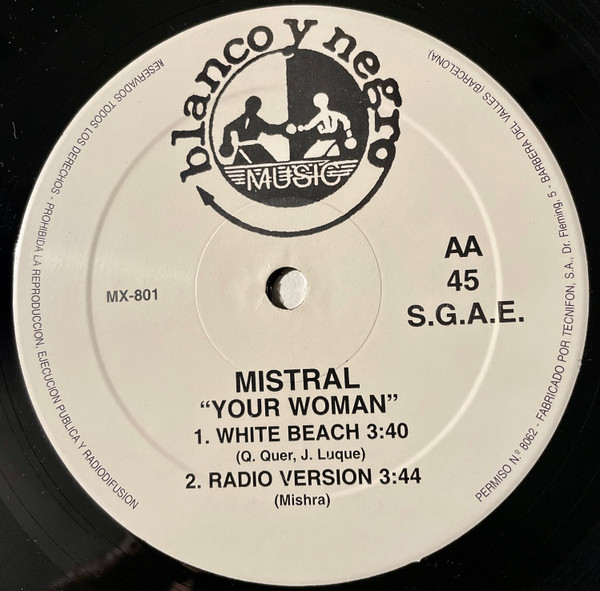 blanco y negro
MUSIC
MX-801
AA
45
S.G.A.E.
MISTRAL
“YOUR WOMAN”
1. WHITE BEACH 3:40
(Q. Quer, J. Luque)
2. RADIO VERSION 3:44
(Mishra)
RESERVADOS TODOS LOS DERECHOS - PROHIBIDA LA REPRODUCCION, EJECUCION PUBLICA Y RADIODIFUSION
PERMISO N.º 8062 - FABRICADO POR TECNIFON, S.A., Dr. Fleming, 5 - BARBERA DEL VALLES (BARCELONA)